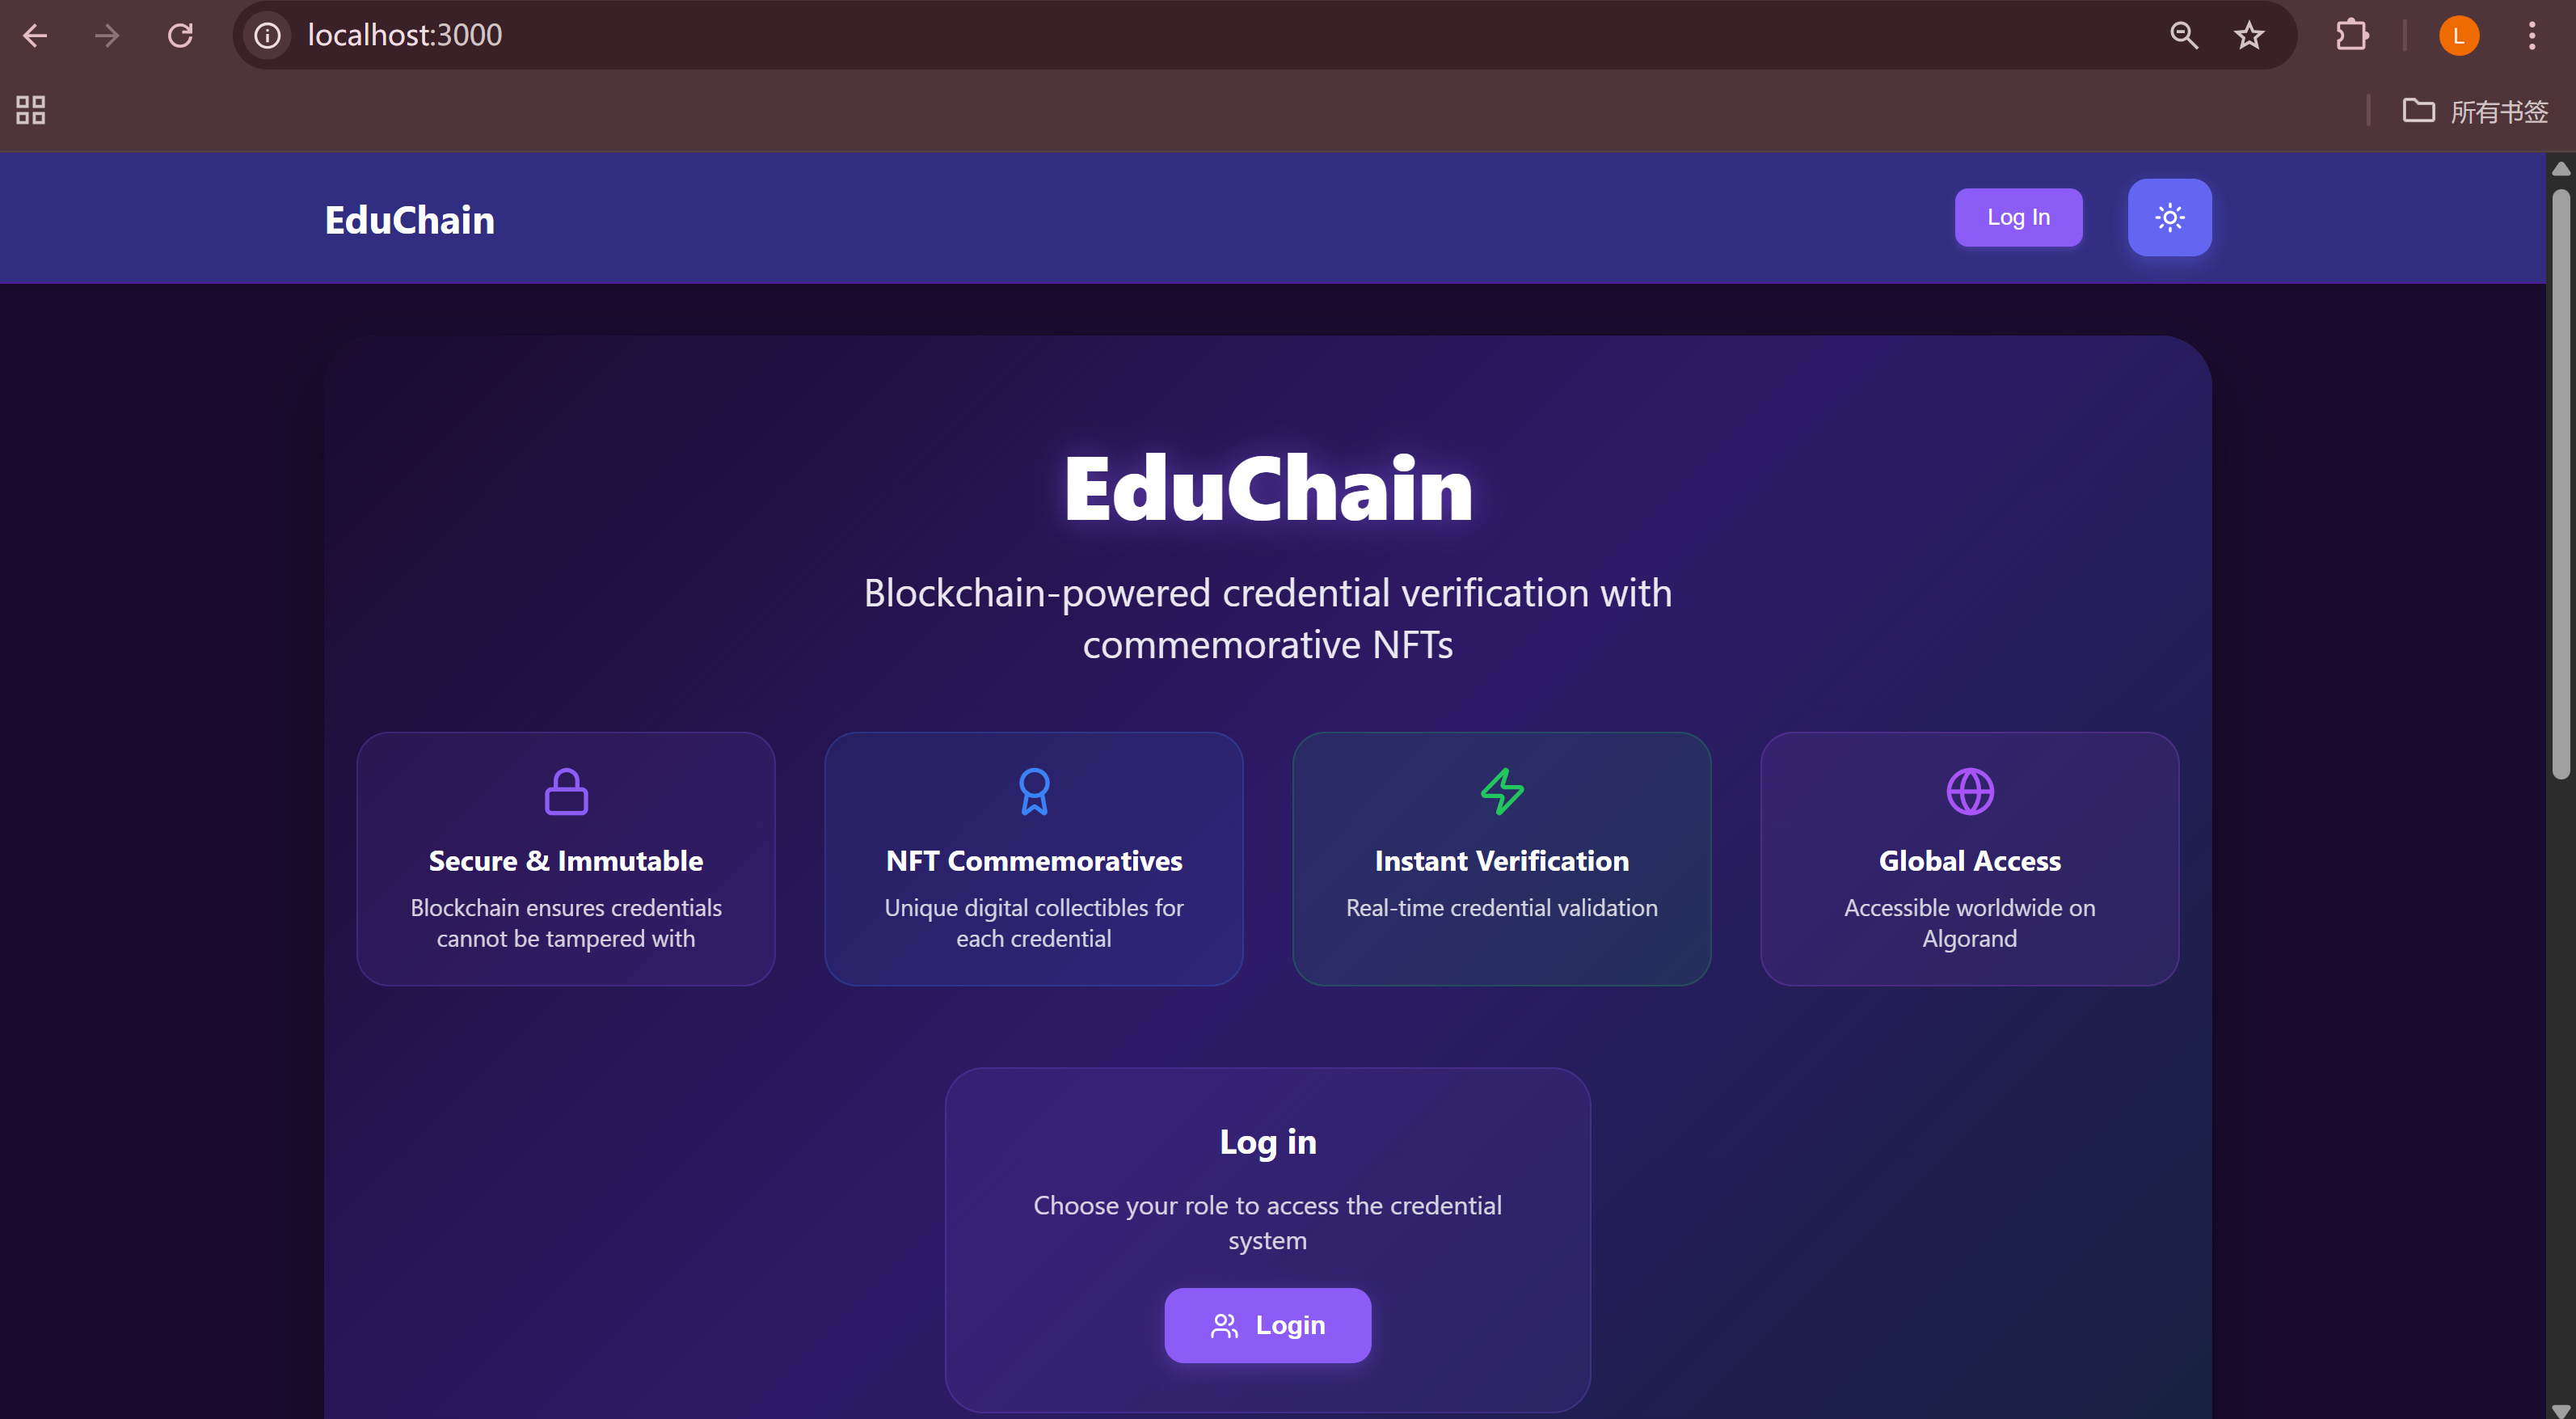 localhost:3000
L
所有书签
EduChain
Log In
EduChain
Blockchain-powered credential verification with
commemorative NFTs
Secure & Immutable
Blockchain ensures credentials
cannot be tampered with
NFT Commemoratives
Unique digital collectibles for
each credential
Instant Verification
Real-time credential validation
Global Access
Accessible worldwide on
Algorand
Log in
Choose your role to access the credential
system
Login